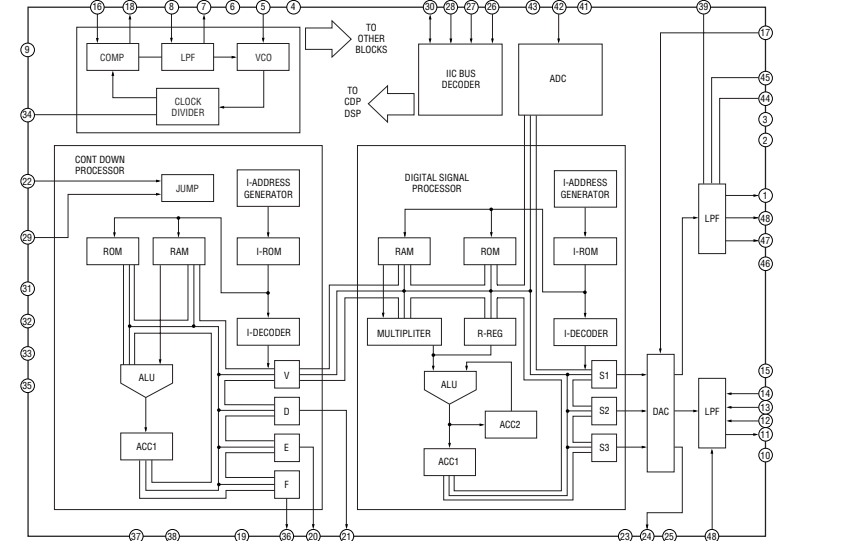 16 18 8 7 6 5 4 30 28 27 26 43 42 41 39
9
17
COMP
LPF
VCO
CLOCK
DIVIDER
TO
OTHER
BLOCKS
TO
CDP
DSP
IIC BUS
DECODER
ADC
45
44
34
3
2
CONT DOWN
PROCESSOR
JUMP
I-ADDRESS
GENERATOR
22
29
ROM
RAM
I-ROM
I-DECODER
ALU
ACC1
V
D
E
F
DIGITAL SIGNAL
PROCESSOR
I-ADDRESS
GENERATOR
RAM
ROM
I-ROM
MULTIPLITER
R-REG
I-DECODER
ALU
ACC2
ACC1
S1
S2
S3
DAC
LPF
LPF
1
48
47
46
31
32
33
35
15
14
13
12
11
10
37 38 19 36 20 21 23 24 25 48